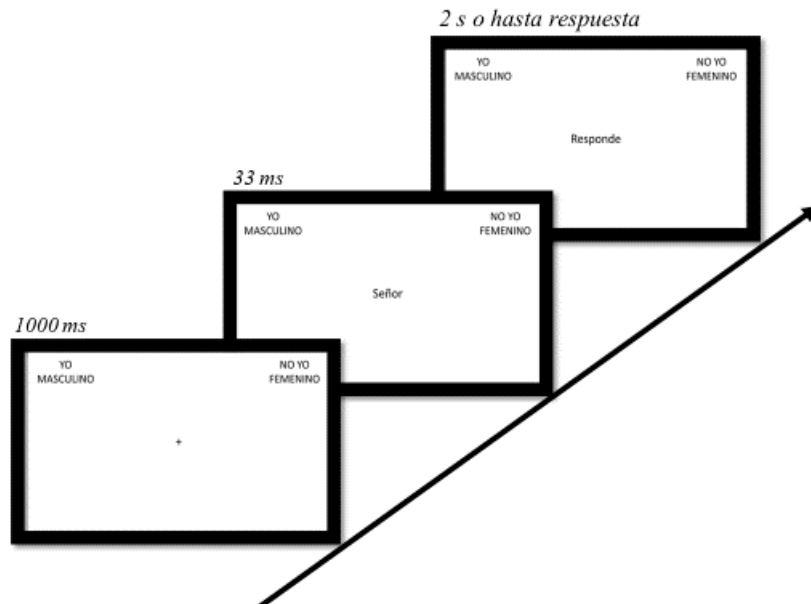 2 s o hasta respuesta
YO
MASCULINO
NO YO
FEMENINO
Responde
33 ms
YO
MASCULINO
NO YO
FEMENINO
Señor
1000 ms
YO
MASCULINO
NO YO
FEMENINO
+